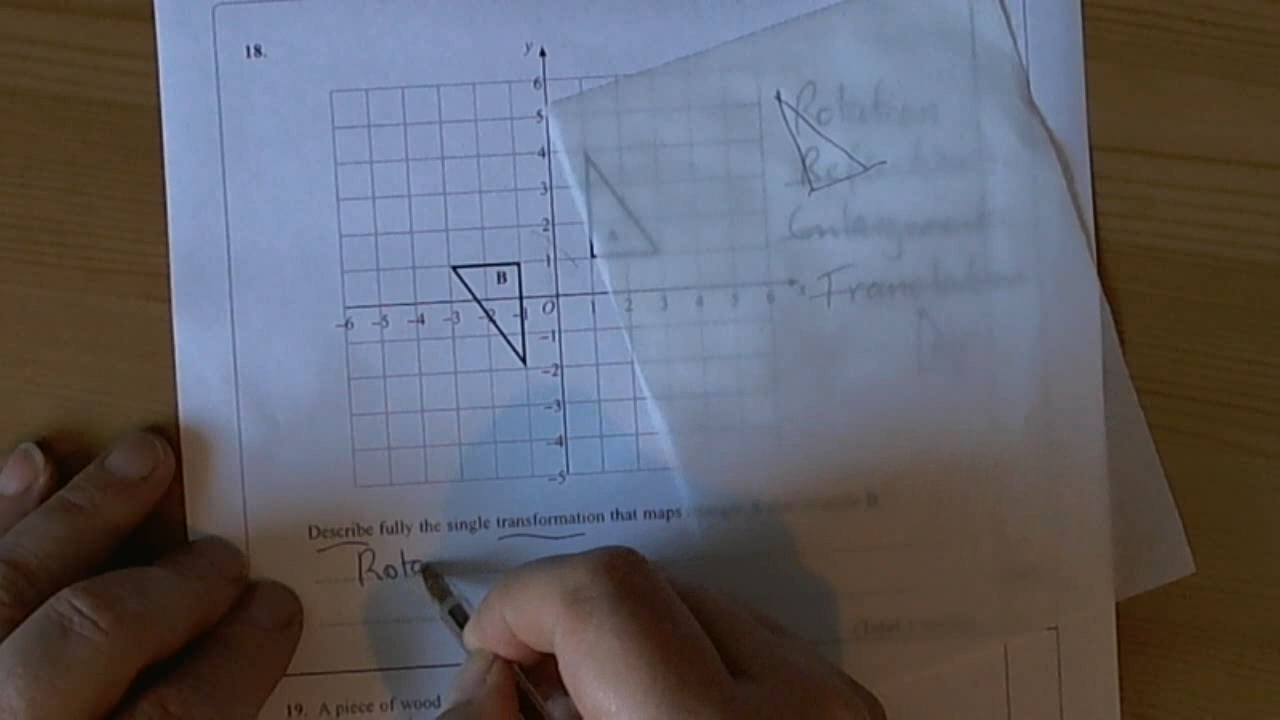 18.
y
6
5
4
3
2
1
B
A
-6 -5 -4 -3 -2 -1 O 1 2 3 4 5 6 x
-1
-2
-3
-4
-5
Rotation
Enlargement
Describe fully the single transformation that maps
Rota
19. A piece of wood